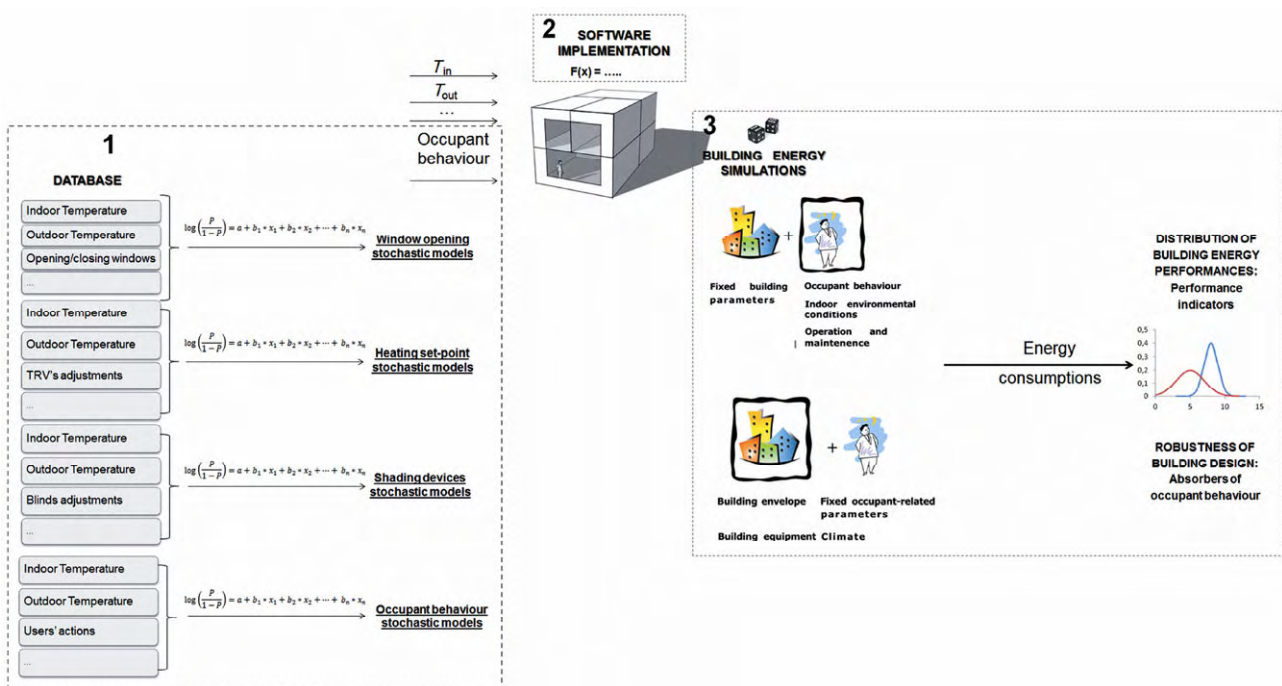 2
SOFTWARE
IMPLEMENTATION
F(x) = .....
T_in
T_out
...
Occupant
behaviour
1
DATABASE
Indoor Temperature
Outdoor Temperature
Opening/closing windows
...
log(P/(1−P)) = a + b₁ * x₁ + b₂ * x₂ + ⋯ + bₙ * xₙ
Window opening
stochastic models
Indoor Temperature
Outdoor Temperature
TRV's adjustments
...
log(P/(1−P)) = a + b₁ * x₁ + b₂ * x₂ + ⋯ + bₙ * xₙ
Heating set-point
stochastic models
Indoor Temperature
Outdoor Temperature
Blinds adjustments
...
log(P/(1−P)) = a + b₁ * x₁ + b₂ * x₂ + ⋯ + bₙ * xₙ
Shading devices
stochastic models
Indoor Temperature
Outdoor Temperature
Users' actions
...
log(P/(1−P)) = a + b₁ * x₁ + b₂ * x₂ + ⋯ + bₙ * xₙ
Occupant behaviour
stochastic models
3
BUILDING ENERGY
SIMULATIONS
+
Fixed building
parameters
Occupant behaviour
Indoor environmental
conditions
Operation and
maintenence
+
Building envelope
Fixed occupant-related
parameters
Building equipment Climate
Energy
consumptions
DISTRIBUTION OF
BUILDING ENERGY
PERFORMANCES:
Performance
indicators
0,5
0,4
0,3
0,2
0,1
0
0 5 10 15
ROBUSTNESS OF
BUILDING DESIGN:
Absorbers of
occupant behaviour